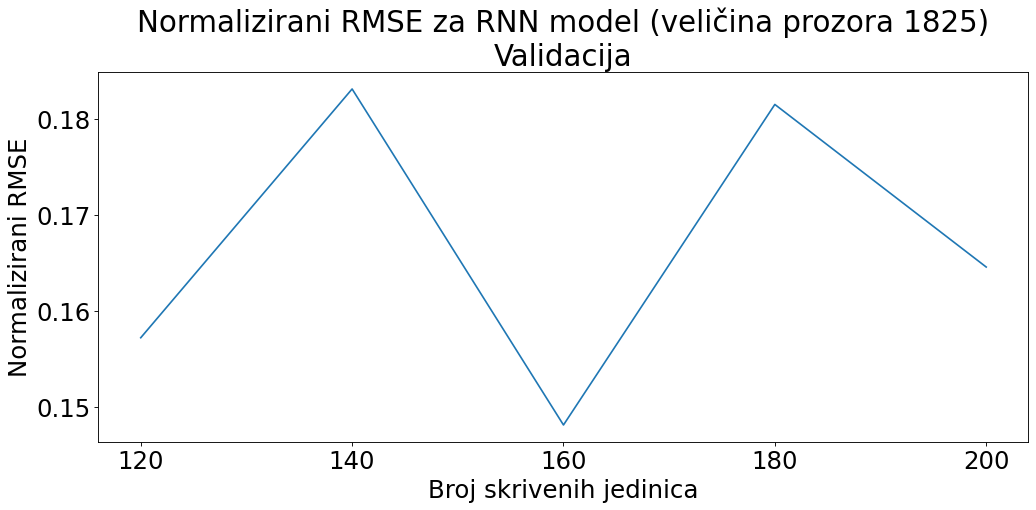 Normalizirani RMSE za RNN model (veličina prozora 1825)
Validacija
Normalizirani RMSE
0.18
0.17
0.16
0.15
120 140 160 180 200
Broj skrivenih jedinica